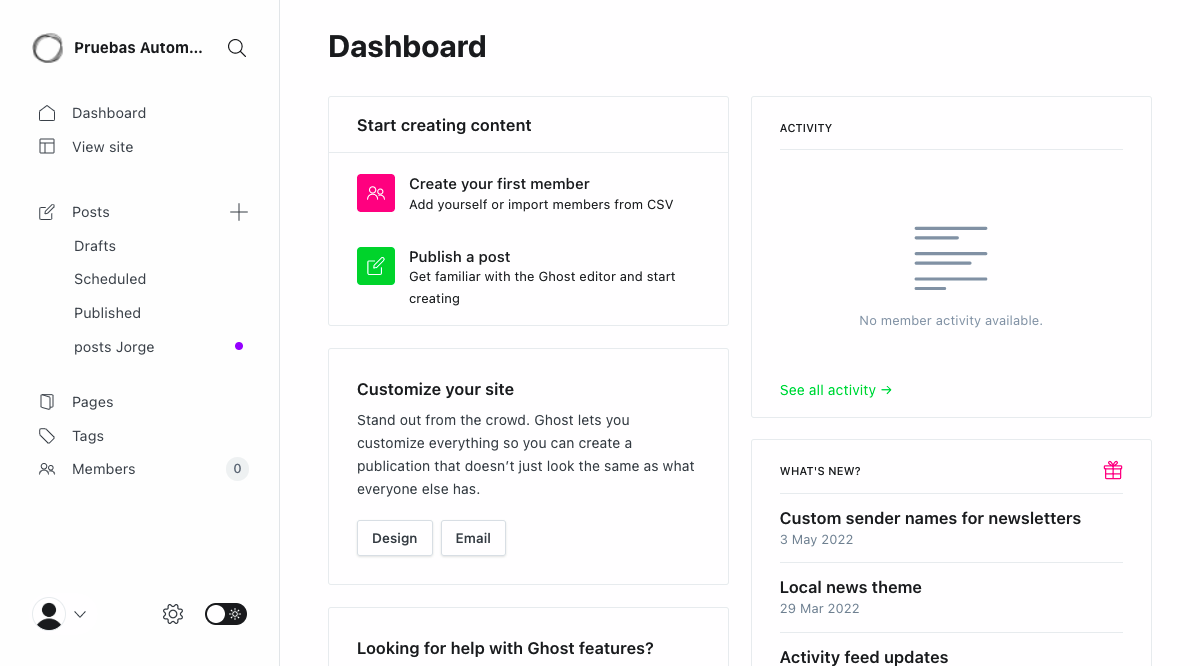 Pruebas Autom...
Dashboard
View site
Posts
Drafts
Scheduled
Published
posts Jorge
Pages
Tags
Members
0
Dashboard
Start creating content
Create your first member
Add yourself or import members from CSV
Publish a post
Get familiar with the Ghost editor and start
creating
Customize your site
Stand out from the crowd. Ghost lets you
customize everything so you can create a
publication that doesn’t just look the same as what
everyone else has.
Design
Email
Looking for help with Ghost features?
ACTIVITY
No member activity available.
See all activity →
WHAT'S NEW?
Custom sender names for newsletters
3 May 2022
Local news theme
29 Mar 2022
Activity feed updates